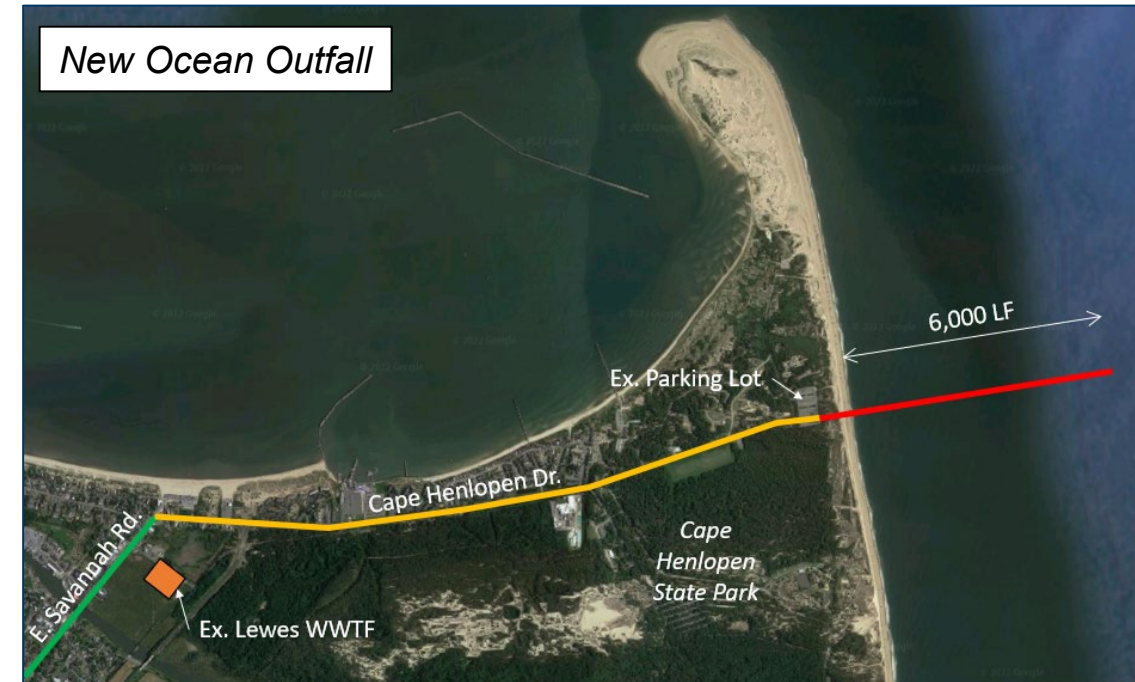 New Ocean Outfall
6,000 LF
Ex. Parking Lot
Cape Henlopen Dr.
Cape
Henlopen
State Park
E. Savannah Rd.
Ex. Lewes WWTF